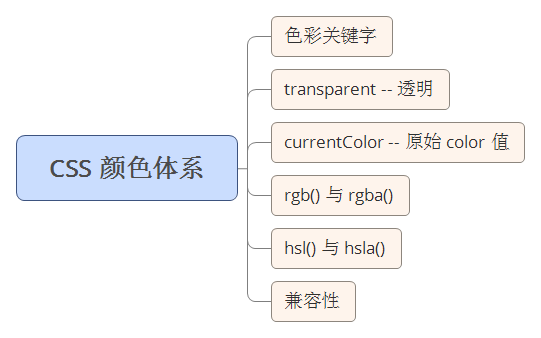 CSS 颜色体系
色彩关键字
transparent -- 透明
currentColor -- 原始 color 值
rgb() 与 rgba()
hsl() 与 hsla()
兼容性